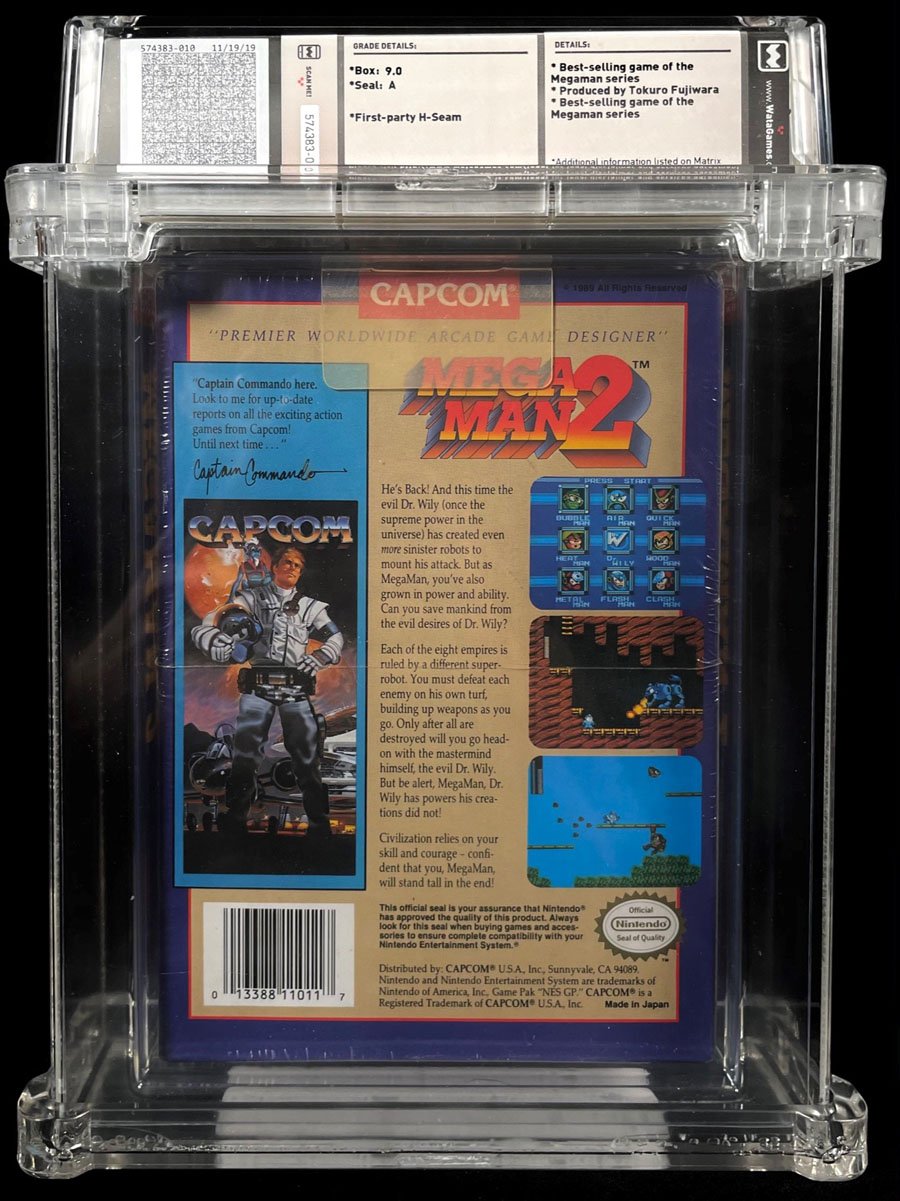 574383-010 11/19/19
SCAN ME!
574383-0
GRADE DETAILS:
*Box: 9.0
*Seal: A
*First-party H-Seam
DETAILS:
* Best-selling game of the
Megaman series
* Produced by Tokuro Fujiwara
* Best-selling game of the
Megaman series
*Additional information listed on Matrix
www.WataGames.c
CAPCOM®
© 1989 All Rights Reserved
"PREMIER WORLDWIDE ARCADE GAME DESIGNER"
"Captain Commando here.
Look to me for up-to-date
reports on all the exciting action
games from Capcom!
Until next time . . ."
Captain Commando
CAPCOM
MEGA
MAN 2™
He's Back! And this time the
evil Dr. Wily (once the
supreme power in the
universe) has created even
more sinister robots to
mount his attack. But as
MegaMan, you've also
grown in power and ability.
Can you save mankind from
the evil desires of Dr. Wily?
Each of the eight empires is
ruled by a different super-
robot. You must defeat each
enemy on his own turf,
building up weapons as you
go. Only after all are
destroyed will you go head-
on with the mastermind
himself, the evil Dr. Wily.
But be alert, MegaMan, Dr.
Wily has powers his crea-
tions did not!
Civilization relies on your
skill and courage – confi-
dent that you, MegaMan,
will stand tall in the end!
PRESS START
BUBBLE MAN AIR MAN QUICK MAN
HEAT MAN Dr. WILY WOOD MAN
METAL MAN FLASH MAN CLASH MAN
This official seal is your assurance that Nintendo®
has approved the quality of this product. Always
look for this seal when buying games and acces-
sories to ensure complete compatibility with your
Nintendo Entertainment System.®
Official
Nintendo
Seal of Quality
™
Distributed by: CAPCOM® U.S.A., Inc., Sunnyvale, CA 94089.
Nintendo and Nintendo Entertainment System are trademarks of
Nintendo of America, Inc., Game Pak "NES GP." CAPCOM® is a
Registered Trademark of CAPCOM® U.S.A., Inc. Made in Japan
0 13388 11011 7